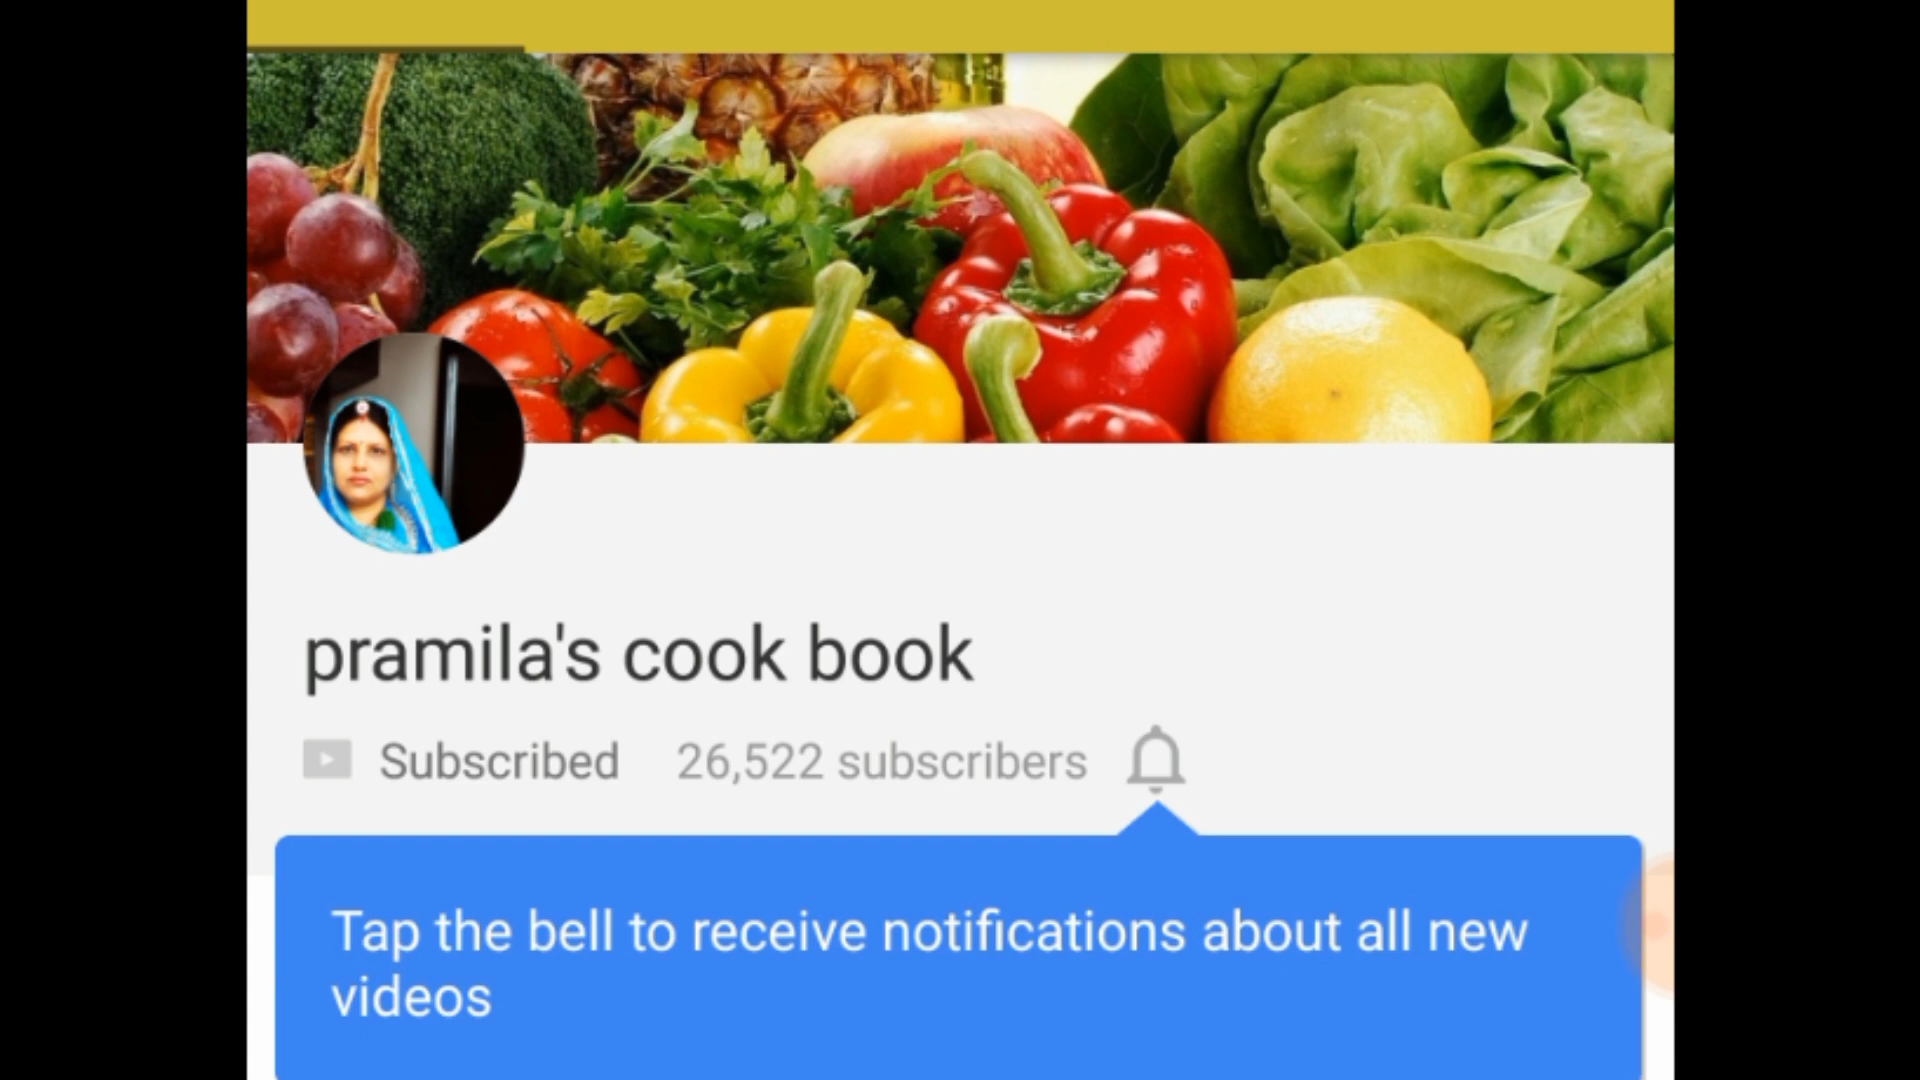 pramila's cook book
Subscribed 26,522 subscribers
Tap the bell to receive notifications about all new
videos